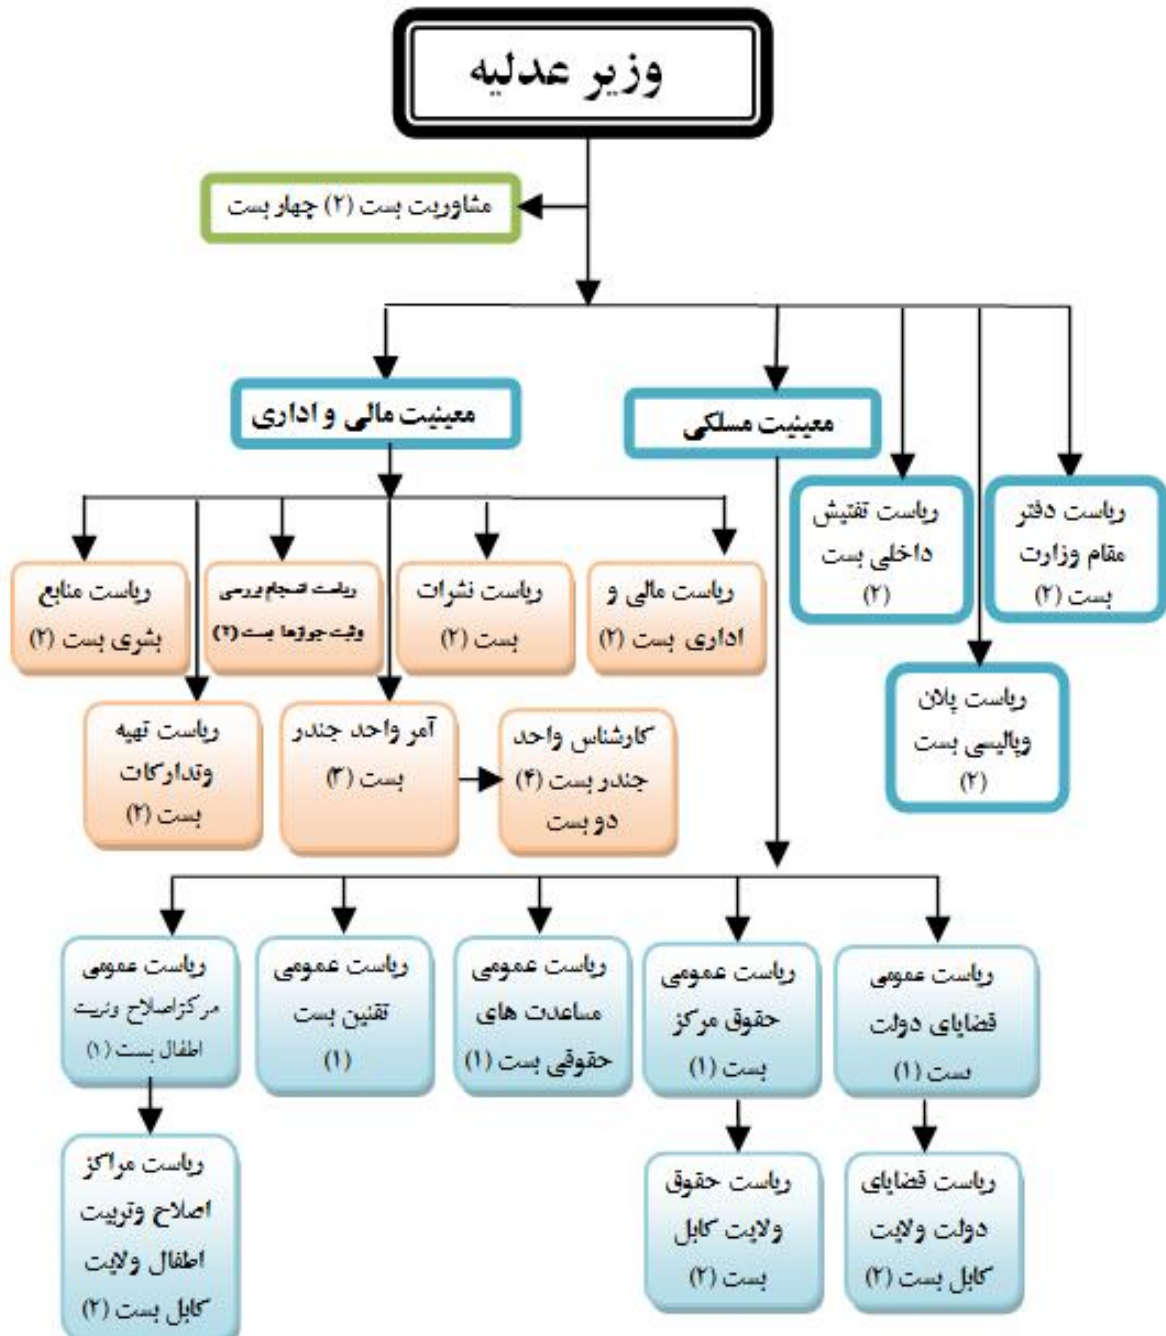 وزیر عدلیه
مشاوریت بست (۲) چهار بست
معینیت مالی و اداری
معینیت مسلکی
ریاست دفتر
مقام وزارت
بست (۲)
ریاست تفتیش
داخلی بست
(۲)
ریاست پلان
وپالیسی بست
(۲)
ریاست مالی و
اداری بست (۲)
ریاست نشرات
بست (۲)
ریاست انسجام بررسی
وثبت جرگه‌ها بست (۲)
ریاست منابع
بشری بست (۲)
ریاست تهیه
وتدارکات
بست (۲)
آمر واحد جندر
بست (۳)
کارشناس واحد
جندر بست (۴)
دو بست
ریاست عمومی
قضایای دولت
بست (۱)
ریاست عمومی
حقوق مرکز
بست (۱)
ریاست عمومی
مساعدت های
حقوقی بست (۱)
ریاست عمومی
تقنین بست
(۱)
ریاست عمومی
مرکز اصلاح وتربیت
اطفال بست (۱)
ریاست قضایای
دولت ولایت
کابل بست (۲)
ریاست حقوق
ولایت کابل
بست (۲)
ریاست مراکز
اصلاح وتربیت
اطفال ولایت
کابل بست (۲)